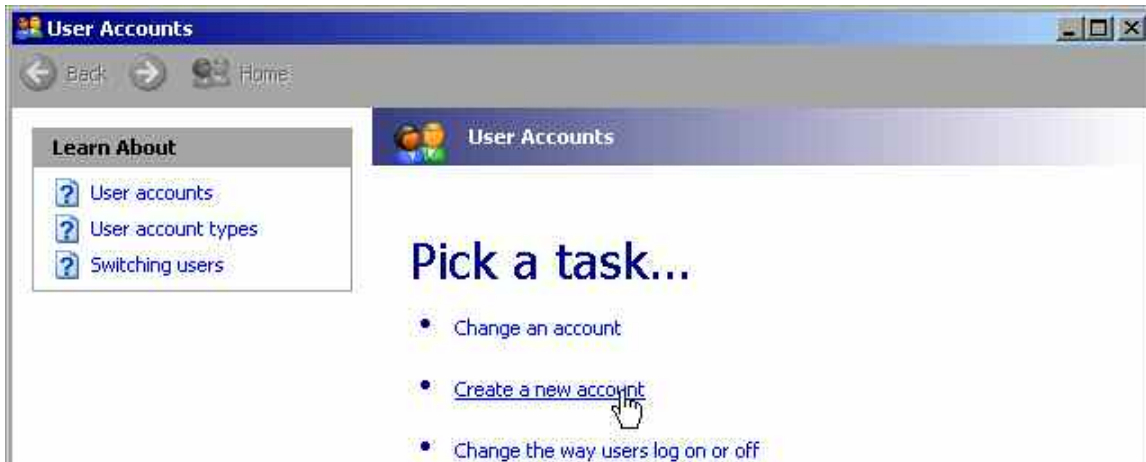 User Accounts
Back Home
Learn About
User accounts
User account types
Switching users
User Accounts
Pick a task...
Change an account
Create a new account
Change the way users log on or off